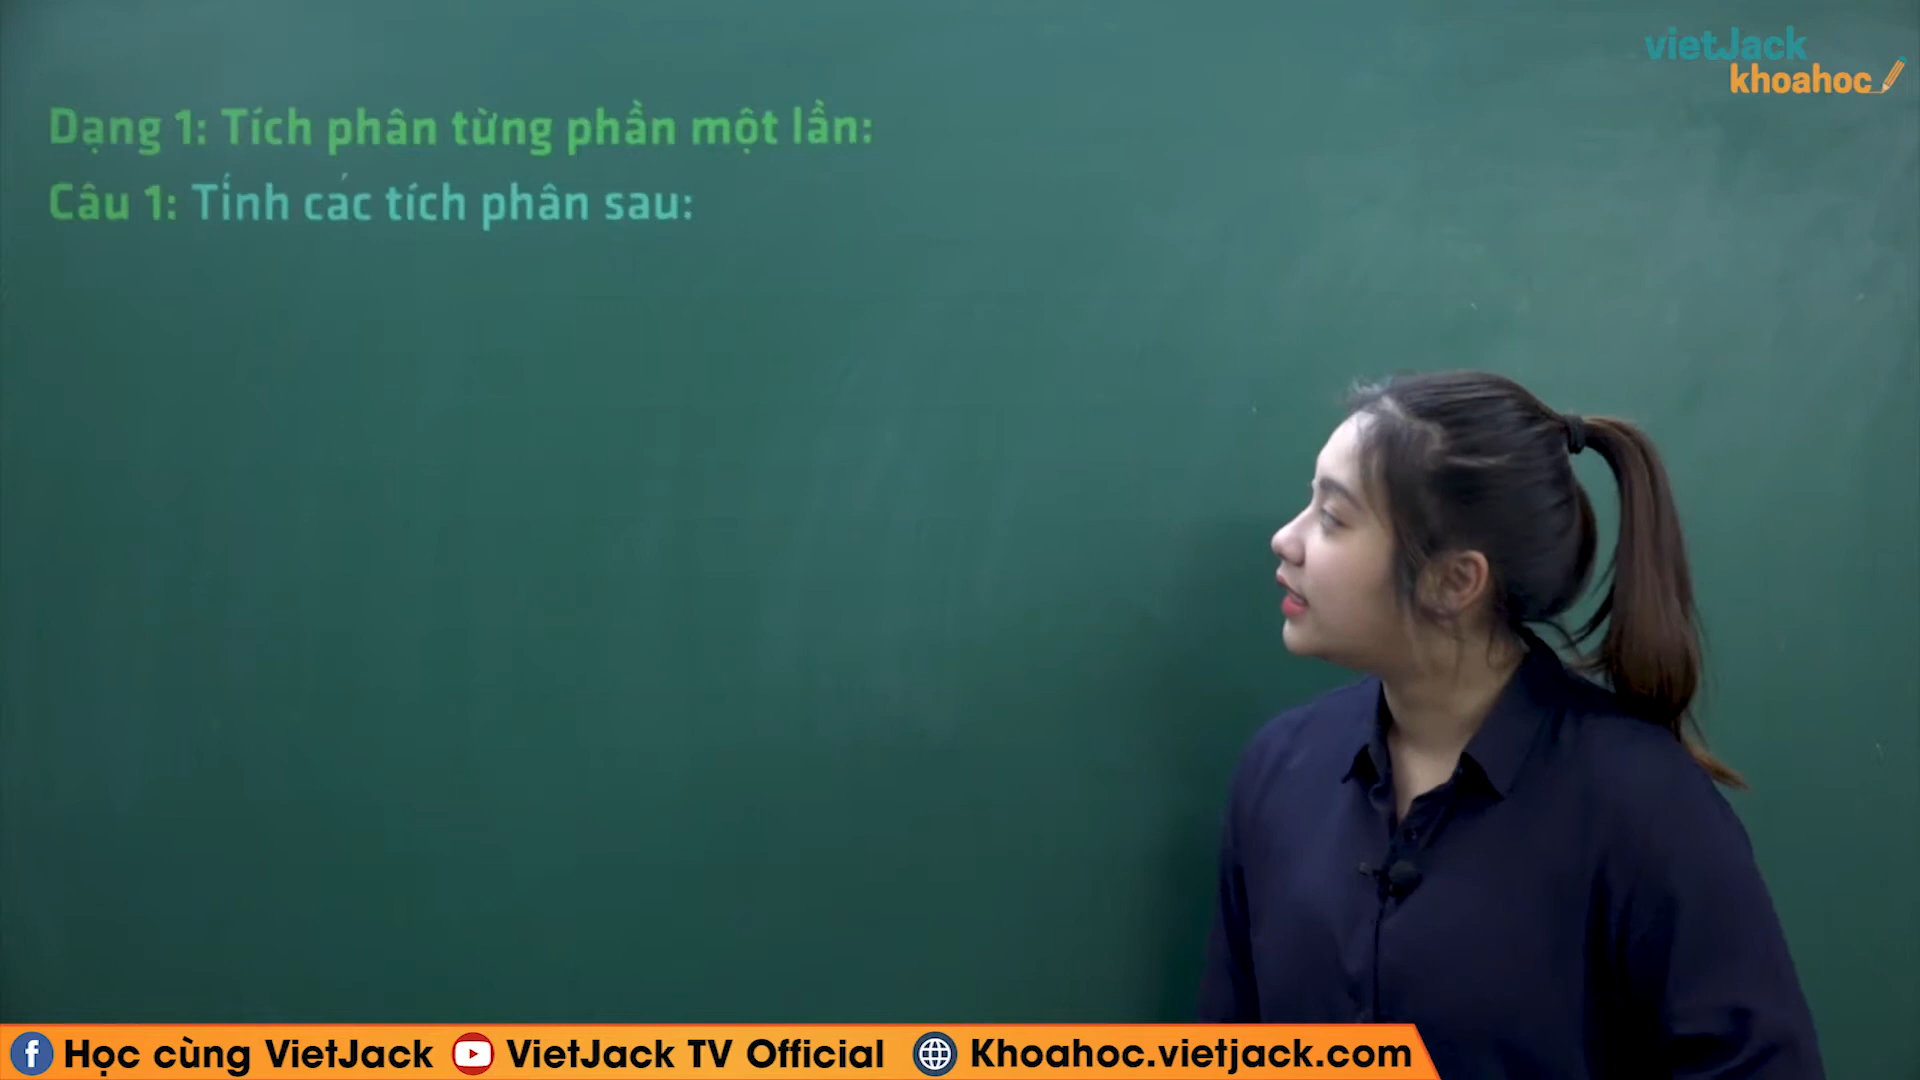 vietJack
khoahoc
Dạng 1: Tích phân từng phần một lần:
Câu 1: Tính các tích phân sau:
Học cùng VietJack VietJack TV Official Khoahoc.vietjack.com